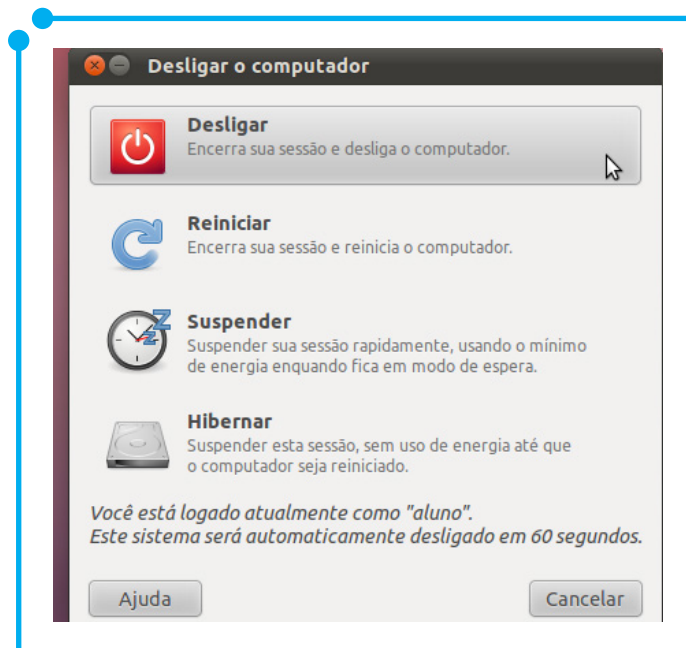 Desligar o computador
Desligar
Encerra sua sessão e desliga o computador.
Reiniciar
Encerra sua sessão e reinicia o computador.
Suspender
Suspender sua sessão rapidamente, usando o mínimo
de energia enquando fica em modo de espera.
Hibernar
Suspender esta sessão, sem uso de energia até que
o computador seja reiniciado.
Você está logado atualmente como "aluno".
Este sistema será automaticamente desligado em 60 segundos.
Ajuda
Cancelar